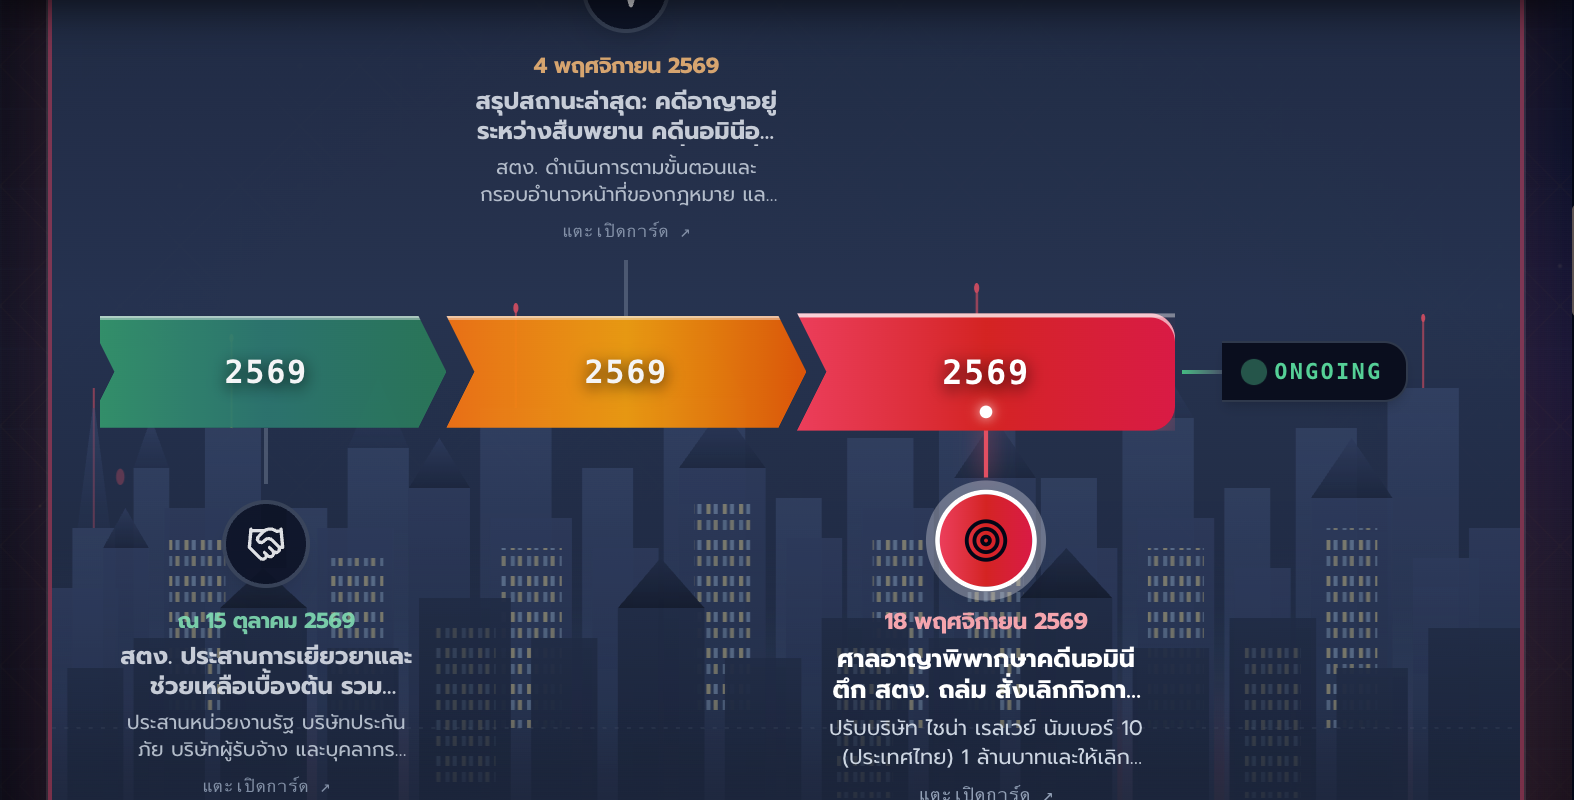 4 พฤศจิกายน 2569
สรุปสถานะล่าสุด: คดีอาญาอยู่
ระหว่างสืบพยาน คดีนอมินีอ...
สตง. ดำเนินการตามขั้นตอนและ
กรอบอำนาจหน้าที่ของกฎหมาย แล...
แตะเปิดการ์ด ↗
2569
2569
2569
ONGOING
ณ 15 ตุลาคม 2569
สตง. ประสานการเยียวยาและ
ช่วยเหลือเบื้องต้น รวม...
ประสานหน่วยงานรัฐ บริษัทประกัน
ภัย บริษัทผู้รับจ้าง และบุคลากร...
แตะเปิดการ์ด ↗
18 พฤศจิกายน 2569
ศาลอาญาพิพากษาคดีนอมินี
ตึก สตง. ถล่ม สั่งเลิกกิจกา...
ปรับบริษัท ไชน่า เรลเวย์ นัมเบอร์ 10
(ประเทศไทย) 1 ล้านบาทและให้เลิก...
แตะเปิดการ์ด ↗